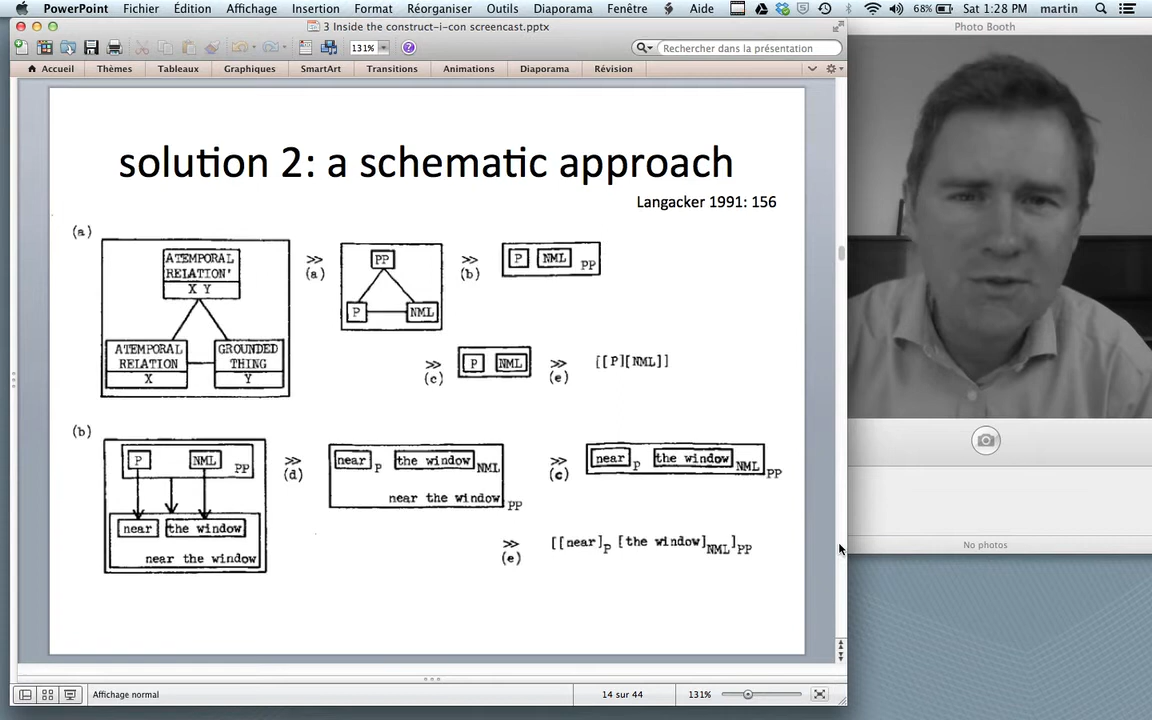 PowerPoint Fichier Édition Affichage Insertion Format Réorganiser Outils Diaporama Fenêtre Aide 68% Sat 1:28 PM martin
3 Inside the construct-i-con screencast.pptx
Photo Booth
131%
Rechercher dans la présentation
Accueil Thèmes Tableaux Graphiques SmartArt Transitions Animations Diaporama Révision
solution 2: a schematic approach
Langacker 1991: 156
(a)
ATEMPORAL
RELATION'
X Y
ATEMPORAL
RELATION
X
GROUNDED
THING
Y
>>
(a)
PP
P NML
>>
(b)
P NML PP
>>
(c)
P NML
>>
(e)
[[P][NML]]
(b)
P NML PP
near the window
near the window
>>
(d)
near P the window NML
near the window PP
>>
(c)
near P the window NML PP
>>
(e)
[[near]P [the window]NML]PP
No photos
Affichage normal 14 sur 44 131%